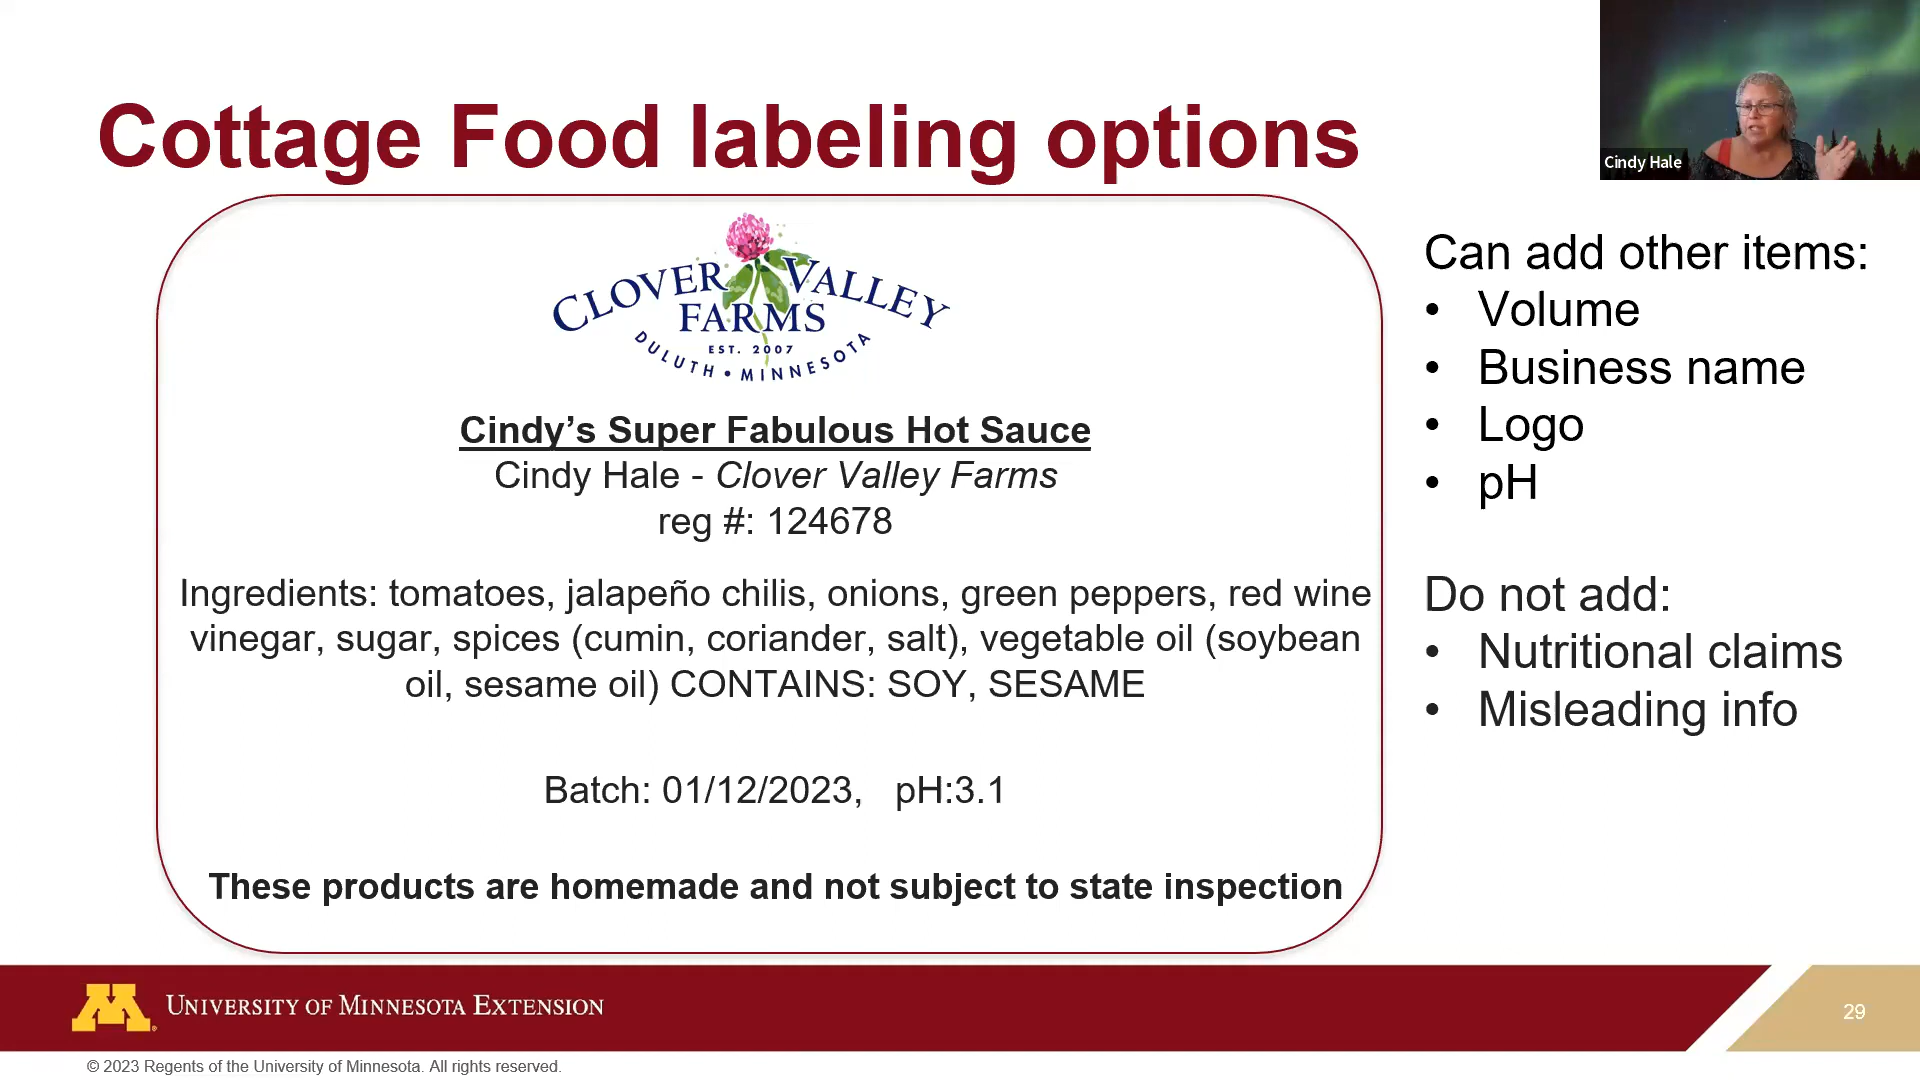 Cottage Food labeling options
Cindy Hale
CLOVER VALLEY
FARMS
EST. 2007
DULUTH • MINNESOTA
Cindy’s Super Fabulous Hot Sauce
Cindy Hale - Clover Valley Farms
reg #: 124678
Ingredients: tomatoes, jalapeño chilis, onions, green peppers, red wine
vinegar, sugar, spices (cumin, coriander, salt), vegetable oil (soybean
oil, sesame oil) CONTAINS: SOY, SESAME
Batch: 01/12/2023,   pH:3.1
These products are homemade and not subject to state inspection
Can add other items:
• Volume
• Business name
• Logo
• pH
Do not add:
• Nutritional claims
• Misleading info
M
UNIVERSITY OF MINNESOTA EXTENSION
29
© 2023 Regents of the University of Minnesota. All rights reserved.